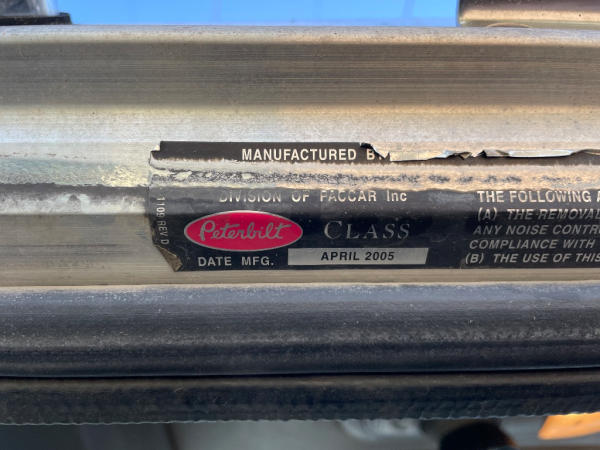 MANUFACTURED
DIVISION OF PACCAR Inc
Peterbilt CLASS
DATE MFG. APRIL 2005
1109 REV D
THE FOLLOWING
(A) THE REMOVAL
ANY NOISE
COMPLIANCE WITH
(B) THE USE OF THIS